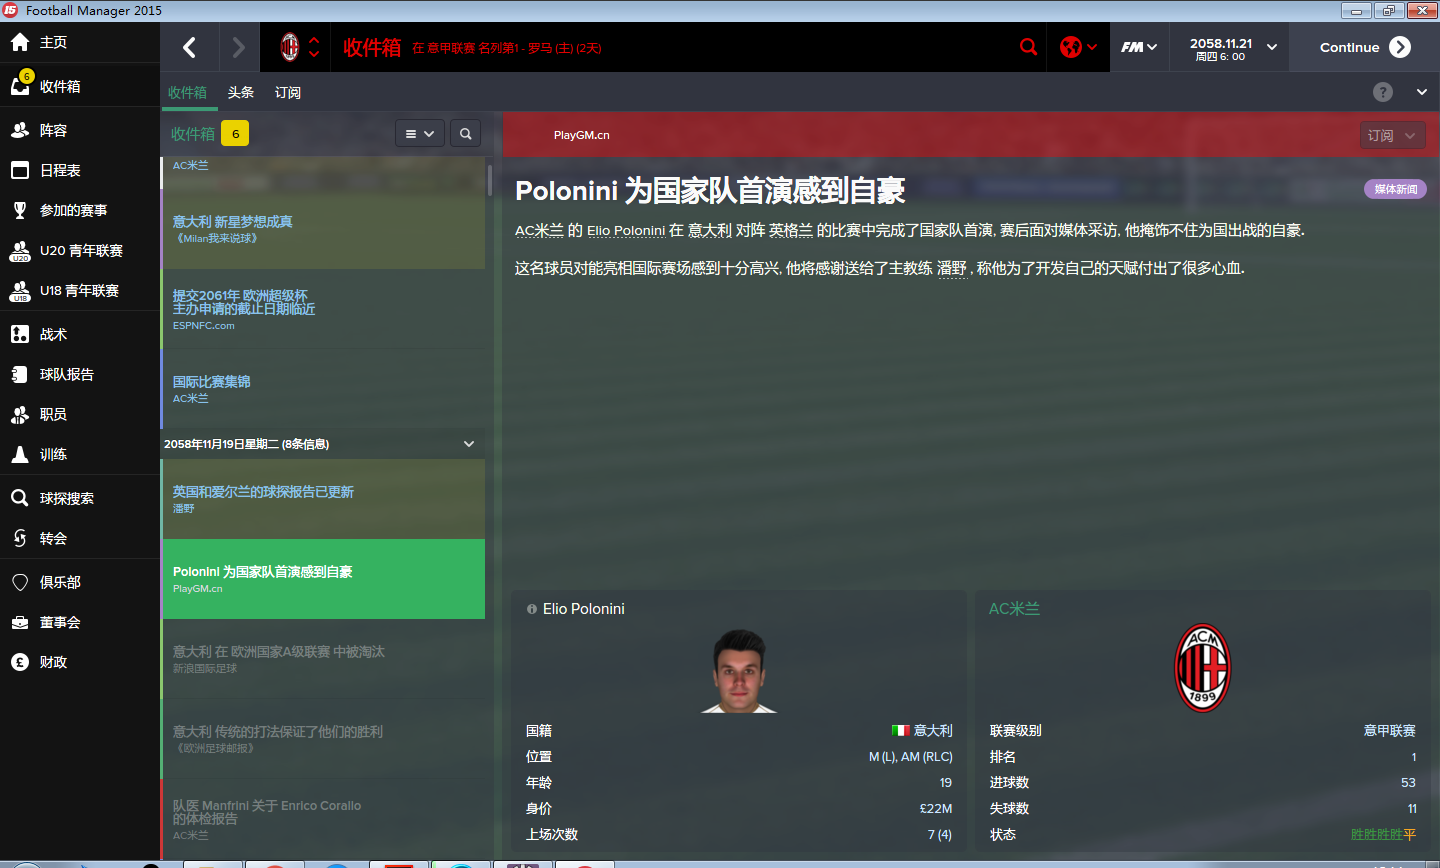 Football Manager 2015
主页
6
收件箱
阵容
日程表
参加的赛事
U20 青年联赛
U20
U18 青年联赛
U18
战术
球队报告
职员
训练
球探搜索
转会
俱乐部
董事会
财政
收件箱 在 意甲联赛 名列第1 - 罗马 (主) (2天)
FM
2058.11.21
周四 6: 00
Continue
收件箱 头条 订阅
收件箱 6
AC米兰
意大利 新星梦想成真
《Milan我来说球》
提交2061年 欧洲超级杯
主办申请的截止日期临近
ESPNFC.com
国际比赛集锦
AC米兰
2058年11月19日星期二 (8条信息)
英国和爱尔兰的球探报告已更新
潘野
Polonini 为国家队首演感到自豪
PlayGM.cn
意大利 在 欧洲国家A级联赛 中被淘汰
新浪国际足球
意大利 传统的打法保证了他们的胜利
《欧洲足球邮报》
队医 Manfrini 关于 Enrico Corallo
的体检报告
AC米兰
PlayGM.cn
订阅
Polonini 为国家队首演感到自豪
媒体新闻
AC米兰 的 Elio Polonini 在 意大利 对阵 英格兰 的比赛中完成了国家队首演, 赛后面对媒体采访, 他掩饰不住为国出战的自豪.
这名球员对能亮相国际赛场感到十分高兴, 他将感谢送给了主教练 潘野 , 称他为了开发自己的天赋付出了很多心血.
Elio Polonini
国籍 意大利
位置 M (L), AM (RLC)
年龄 19
身价 £22M
上场次数 7 (4)
AC米兰
ACM
1899
联赛级别 意甲联赛
排名 1
进球数 53
失球数 11
状态 胜胜胜胜平